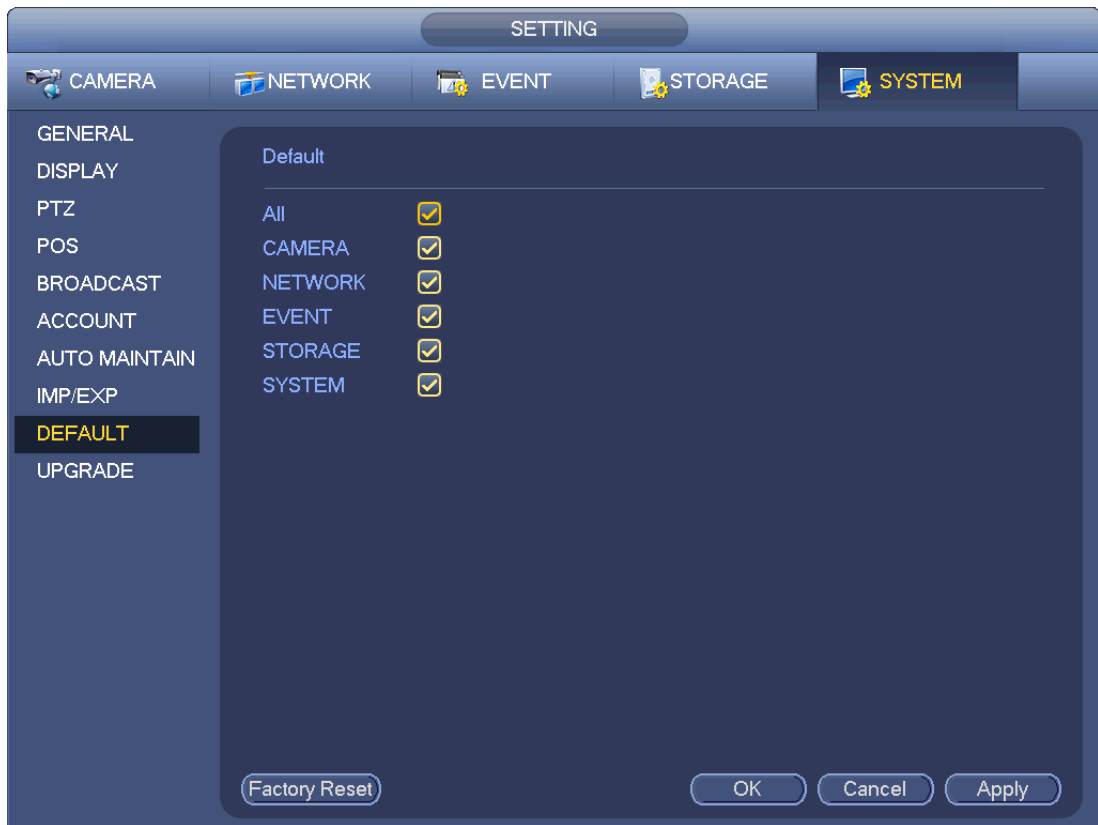 SETTING
CAMERA NETWORK EVENT STORAGE SYSTEM
GENERAL
DISPLAY
PTZ
POS
BROADCAST
ACCOUNT
AUTO MAINTAIN
IMP/EXP
DEFAULT
UPGRADE
Default
All
CAMERA
NETWORK
EVENT
STORAGE
SYSTEM
Factory Reset OK Cancel Apply